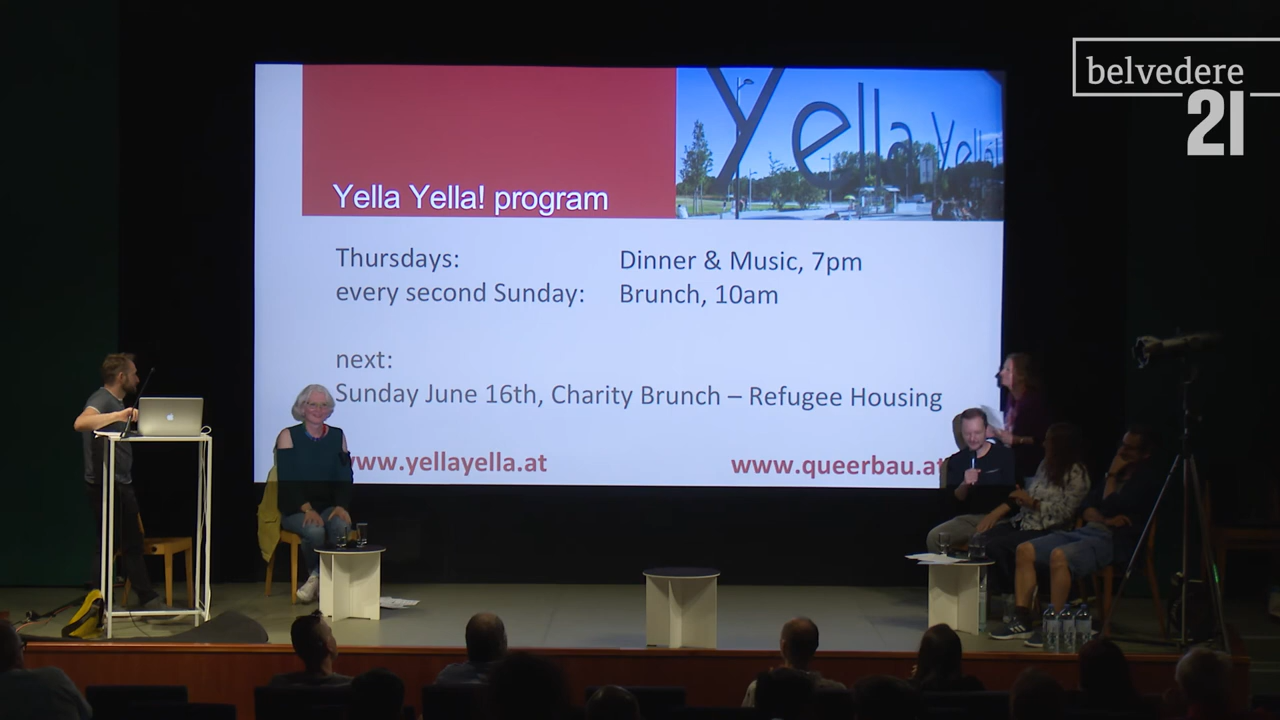 belvedere
21
Yella
Yella!
Yella Yella! program
Thursdays: Dinner & Music, 7pm
every second Sunday: Brunch, 10am
next:
Sunday June 16th, Charity Brunch – Refugee Housing
www.yellayella.at www.queerbau.at